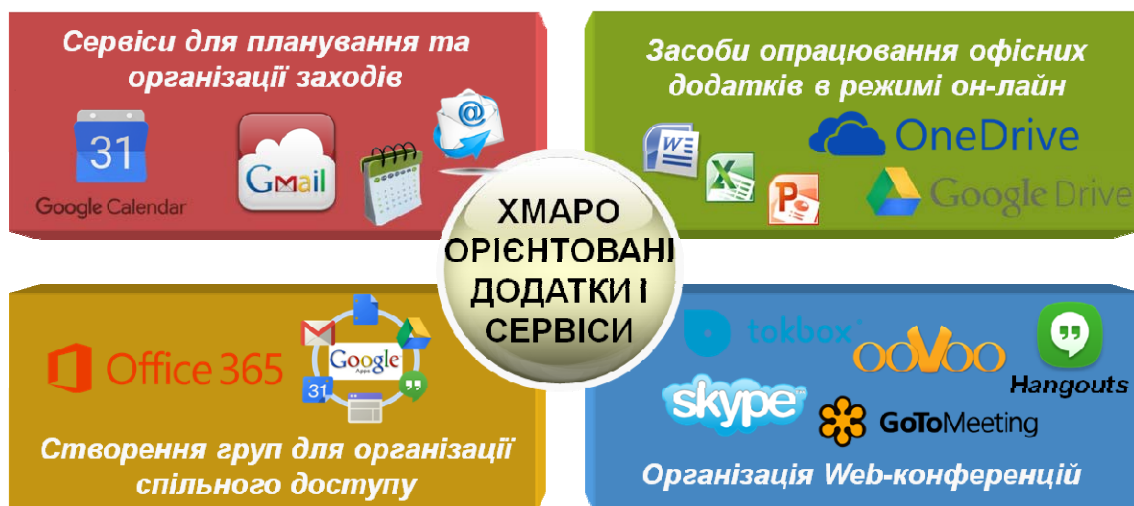 Сервіси для планування та
організації заходів
31
Google Calendar
GMail
@
Засоби опрацювання офісних
додатків в режимі он-лайн
W
X
P
OneDrive
Google Drive
ХМАРО
ОРІЄНТОВАНІ
ДОДАТКИ І
СЕРВІСИ
Office 365
Google
Apps
31
Створення груп для організації
спільного доступу
tokbox
ooVoo
Hangouts
skype
GoToMeeting
Організація Web-конференцій